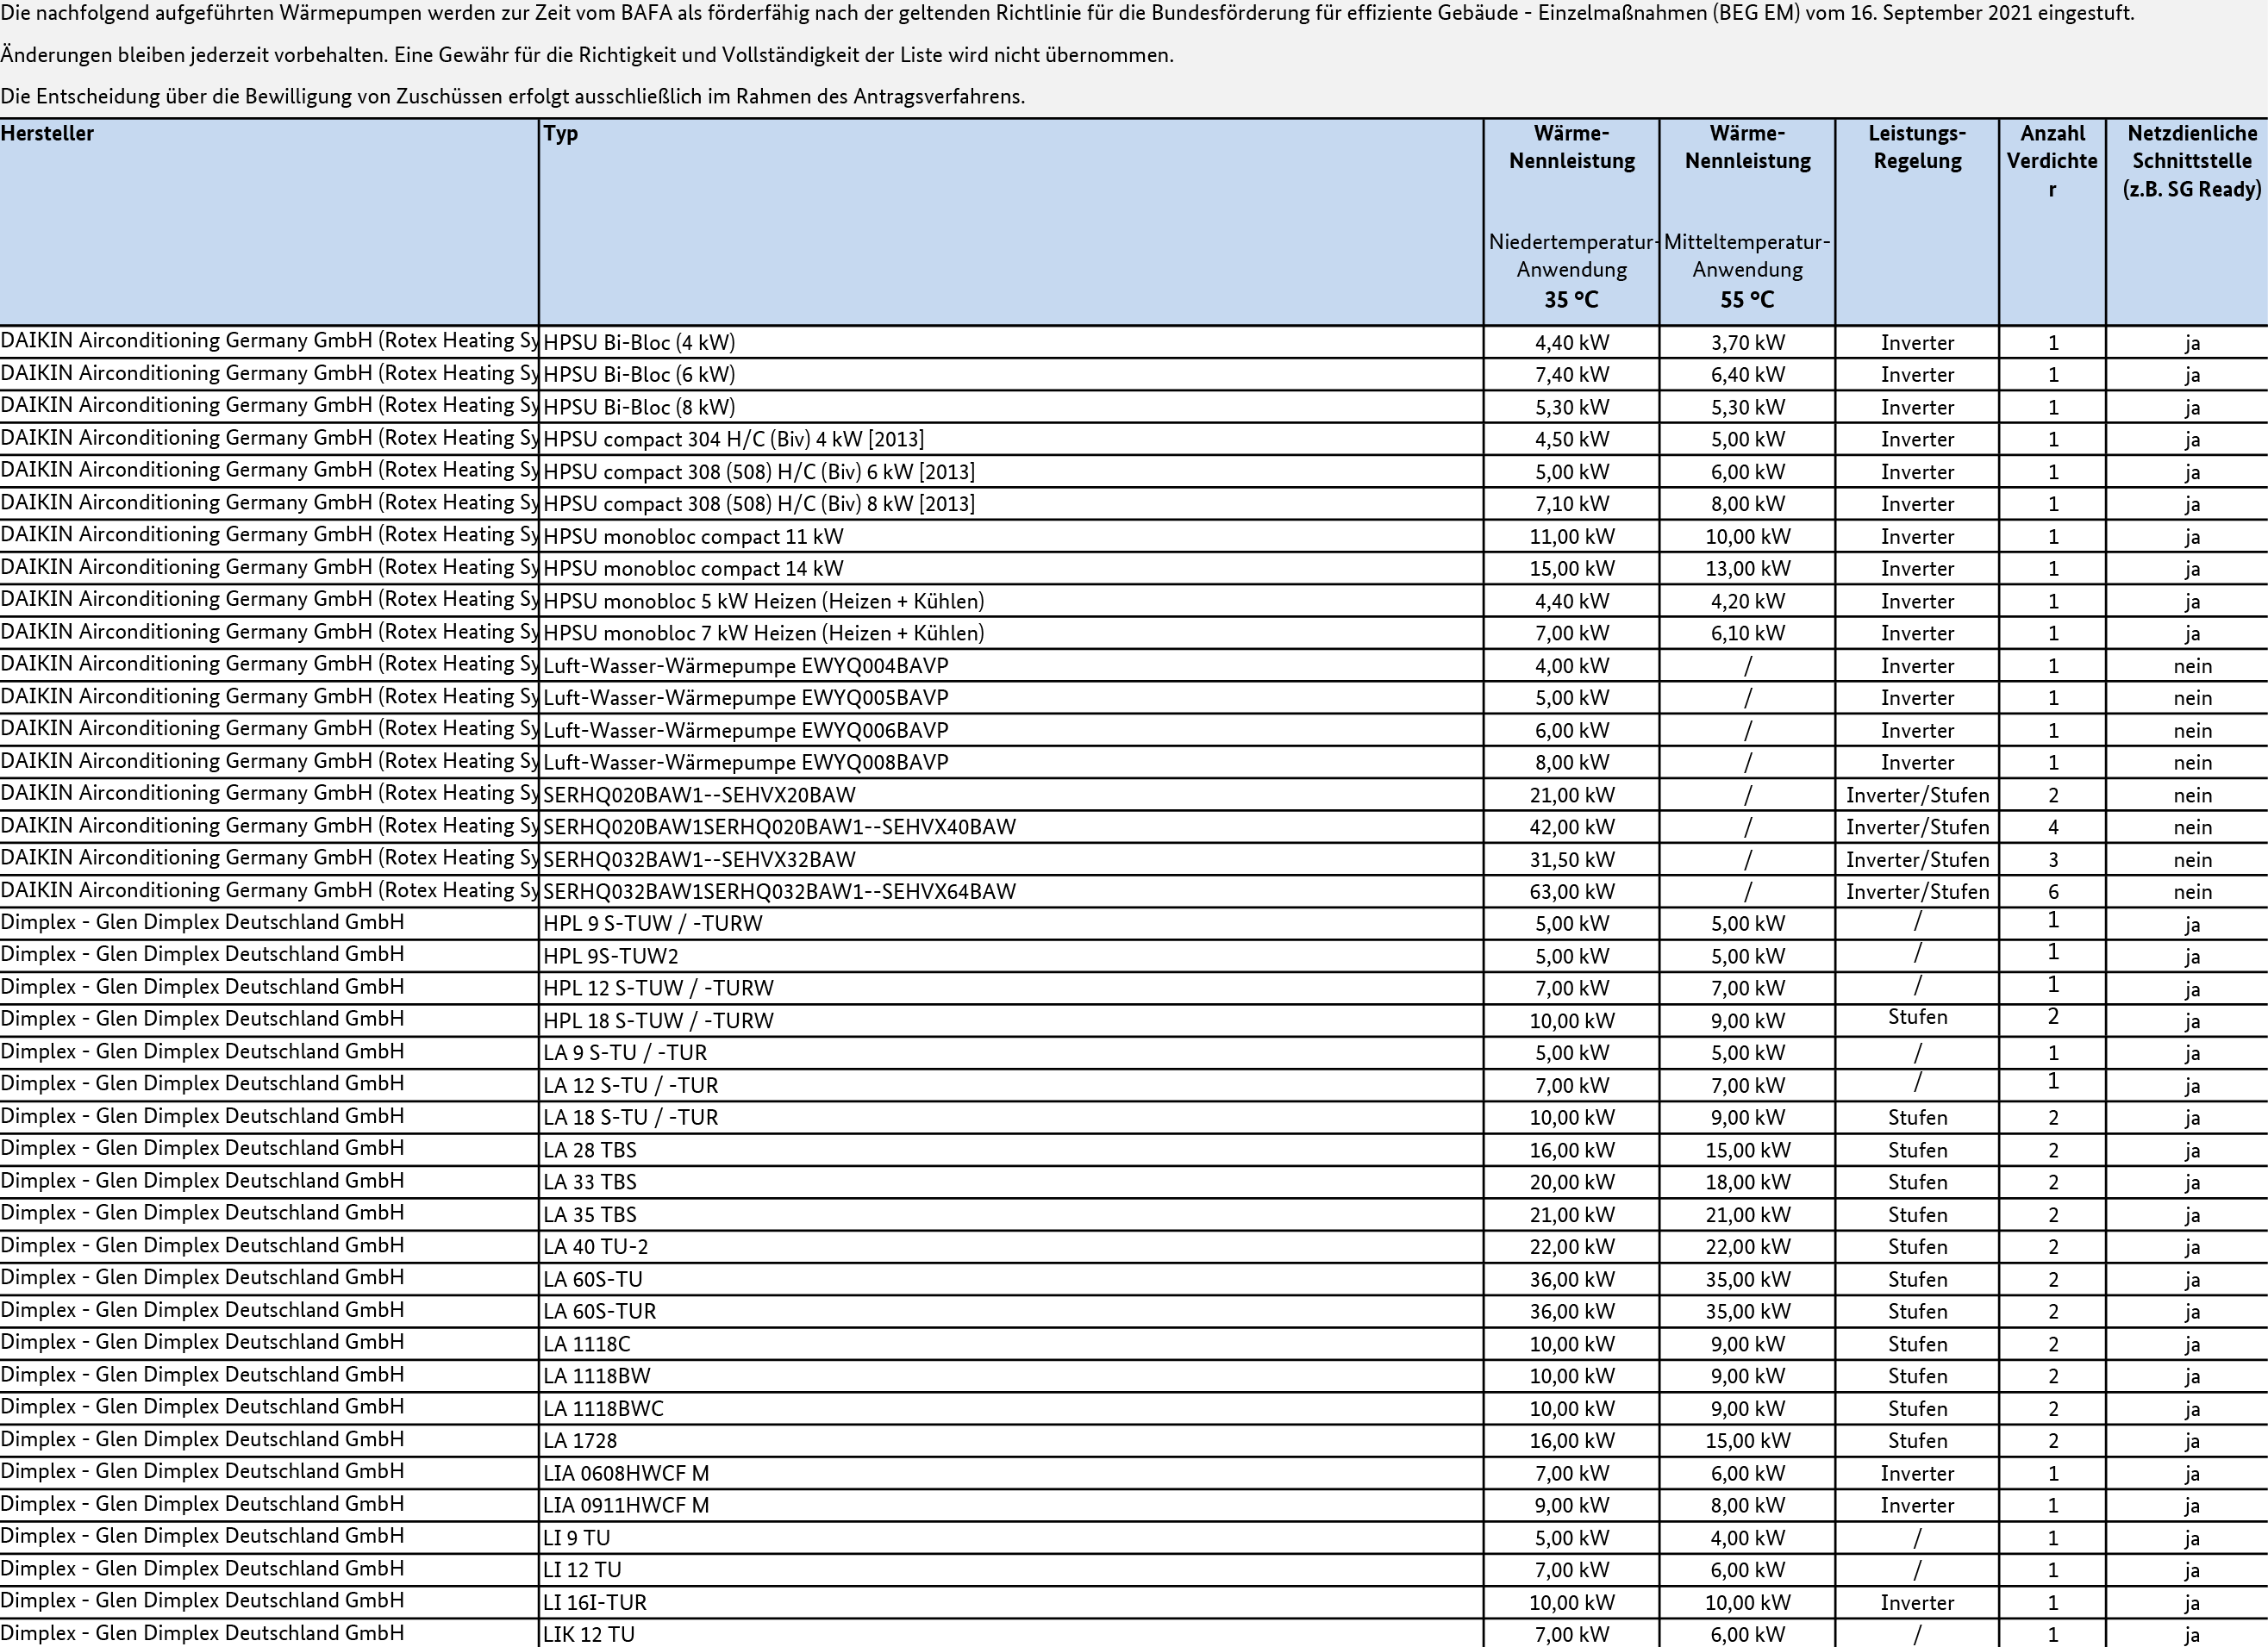 Die nachfolgend aufgeführten Wärmepumpen werden zur Zeit vom BAFA als förderfähig nach der geltenden Richtlinie für die Bundesförderung für effiziente Gebäude - Einzelmaßnahmen (BEG EM) vom 16. September 2021 eingestuft.
Änderungen bleiben jederzeit vorbehalten. Eine Gewähr für die Richtigkeit und Vollständigkeit der Liste wird nicht übernommen.
Die Entscheidung über die Bewilligung von Zuschüssen erfolgt ausschließlich im Rahmen des Antragsverfahrens.
Hersteller Typ Wärme- Wärme- Leistungs- Anzahl Netzdienliche
Nennleistung Nennleistung Regelung Verdichte Schnittstelle
r (z.B. SG Ready)
Niedertemperatur- Mitteltemperatur-
Anwendung Anwendung
35 °C 55 °C
DAIKIN Airconditioning Germany GmbH (Rotex Heating Sy HPSU Bi-Bloc (4 kW) 4,40 kW 3,70 kW Inverter 1 ja
DAIKIN Airconditioning Germany GmbH (Rotex Heating Sy HPSU Bi-Bloc (6 kW) 7,40 kW 6,40 kW Inverter 1 ja
DAIKIN Airconditioning Germany GmbH (Rotex Heating Sy HPSU Bi-Bloc (8 kW) 5,30 kW 5,30 kW Inverter 1 ja
DAIKIN Airconditioning Germany GmbH (Rotex Heating Sy HPSU compact 304 H/C (Biv) 4 kW [2013] 4,50 kW 5,00 kW Inverter 1 ja
DAIKIN Airconditioning Germany GmbH (Rotex Heating Sy HPSU compact 308 (508) H/C (Biv) 6 kW [2013] 5,00 kW 6,00 kW Inverter 1 ja
DAIKIN Airconditioning Germany GmbH (Rotex Heating Sy HPSU compact 308 (508) H/C (Biv) 8 kW [2013] 7,10 kW 8,00 kW Inverter 1 ja
DAIKIN Airconditioning Germany GmbH (Rotex Heating Sy HPSU monobloc compact 11 kW 11,00 kW 10,00 kW Inverter 1 ja
DAIKIN Airconditioning Germany GmbH (Rotex Heating Sy HPSU monobloc compact 14 kW 15,00 kW 13,00 kW Inverter 1 ja
DAIKIN Airconditioning Germany GmbH (Rotex Heating Sy HPSU monobloc 5 kW Heizen (Heizen + Kühlen) 4,40 kW 4,20 kW Inverter 1 ja
DAIKIN Airconditioning Germany GmbH (Rotex Heating Sy HPSU monobloc 7 kW Heizen (Heizen + Kühlen) 7,00 kW 6,10 kW Inverter 1 ja
DAIKIN Airconditioning Germany GmbH (Rotex Heating Sy Luft-Wasser-Wärmepumpe EWYQ004BAVP 4,00 kW / Inverter 1 nein
DAIKIN Airconditioning Germany GmbH (Rotex Heating Sy Luft-Wasser-Wärmepumpe EWYQ005BAVP 5,00 kW / Inverter 1 nein
DAIKIN Airconditioning Germany GmbH (Rotex Heating Sy Luft-Wasser-Wärmepumpe EWYQ006BAVP 6,00 kW / Inverter 1 nein
DAIKIN Airconditioning Germany GmbH (Rotex Heating Sy Luft-Wasser-Wärmepumpe EWYQ008BAVP 8,00 kW / Inverter 1 nein
DAIKIN Airconditioning Germany GmbH (Rotex Heating Sy SERHQ020BAW1--SEHVX20BAW 21,00 kW / Inverter/Stufen 2 nein
DAIKIN Airconditioning Germany GmbH (Rotex Heating Sy SERHQ020BAW1SERHQ020BAW1--SEHVX40BAW 42,00 kW / Inverter/Stufen 4 nein
DAIKIN Airconditioning Germany GmbH (Rotex Heating Sy SERHQ032BAW1--SEHVX32BAW 31,50 kW / Inverter/Stufen 3 nein
DAIKIN Airconditioning Germany GmbH (Rotex Heating Sy SERHQ032BAW1SERHQ032BAW1--SEHVX64BAW 63,00 kW / Inverter/Stufen 6 nein
Dimplex - Glen Dimplex Deutschland GmbH HPL 9 S-TUW / -TURW 5,00 kW 5,00 kW / 1 ja
Dimplex - Glen Dimplex Deutschland GmbH HPL 9S-TUW2 5,00 kW 5,00 kW / 1 ja
Dimplex - Glen Dimplex Deutschland GmbH HPL 12 S-TUW / -TURW 7,00 kW 7,00 kW / 1 ja
Dimplex - Glen Dimplex Deutschland GmbH HPL 18 S-TUW / -TURW 10,00 kW 9,00 kW Stufen 2 ja
Dimplex - Glen Dimplex Deutschland GmbH LA 9 S-TU / -TUR 5,00 kW 5,00 kW / 1 ja
Dimplex - Glen Dimplex Deutschland GmbH LA 12 S-TU / -TUR 7,00 kW 7,00 kW / 1 ja
Dimplex - Glen Dimplex Deutschland GmbH LA 18 S-TU / -TUR 10,00 kW 9,00 kW Stufen 2 ja
Dimplex - Glen Dimplex Deutschland GmbH LA 28 TBS 16,00 kW 15,00 kW Stufen 2 ja
Dimplex - Glen Dimplex Deutschland GmbH LA 33 TBS 20,00 kW 18,00 kW Stufen 2 ja
Dimplex - Glen Dimplex Deutschland GmbH LA 35 TBS 21,00 kW 21,00 kW Stufen 2 ja
Dimplex - Glen Dimplex Deutschland GmbH LA 40 TU-2 22,00 kW 22,00 kW Stufen 2 ja
Dimplex - Glen Dimplex Deutschland GmbH LA 60S-TU 36,00 kW 35,00 kW Stufen 2 ja
Dimplex - Glen Dimplex Deutschland GmbH LA 60S-TUR 36,00 kW 35,00 kW Stufen 2 ja
Dimplex - Glen Dimplex Deutschland GmbH LA 1118C 10,00 kW 9,00 kW Stufen 2 ja
Dimplex - Glen Dimplex Deutschland GmbH LA 1118BW 10,00 kW 9,00 kW Stufen 2 ja
Dimplex - Glen Dimplex Deutschland GmbH LA 1118BWC 10,00 kW 9,00 kW Stufen 2 ja
Dimplex - Glen Dimplex Deutschland GmbH LA 1728 16,00 kW 15,00 kW Stufen 2 ja
Dimplex - Glen Dimplex Deutschland GmbH LIA 0608HWCF M 7,00 kW 6,00 kW Inverter 1 ja
Dimplex - Glen Dimplex Deutschland GmbH LIA 0911HWCF M 9,00 kW 8,00 kW Inverter 1 ja
Dimplex - Glen Dimplex Deutschland GmbH LI 9 TU 5,00 kW 4,00 kW / 1 ja
Dimplex - Glen Dimplex Deutschland GmbH LI 12 TU 7,00 kW 6,00 kW / 1 ja
Dimplex - Glen Dimplex Deutschland GmbH LI 16I-TUR 10,00 kW 10,00 kW Inverter 1 ja
Dimplex - Glen Dimplex Deutschland GmbH LIK 12 TU 7,00 kW 6,00 kW / 1 ja